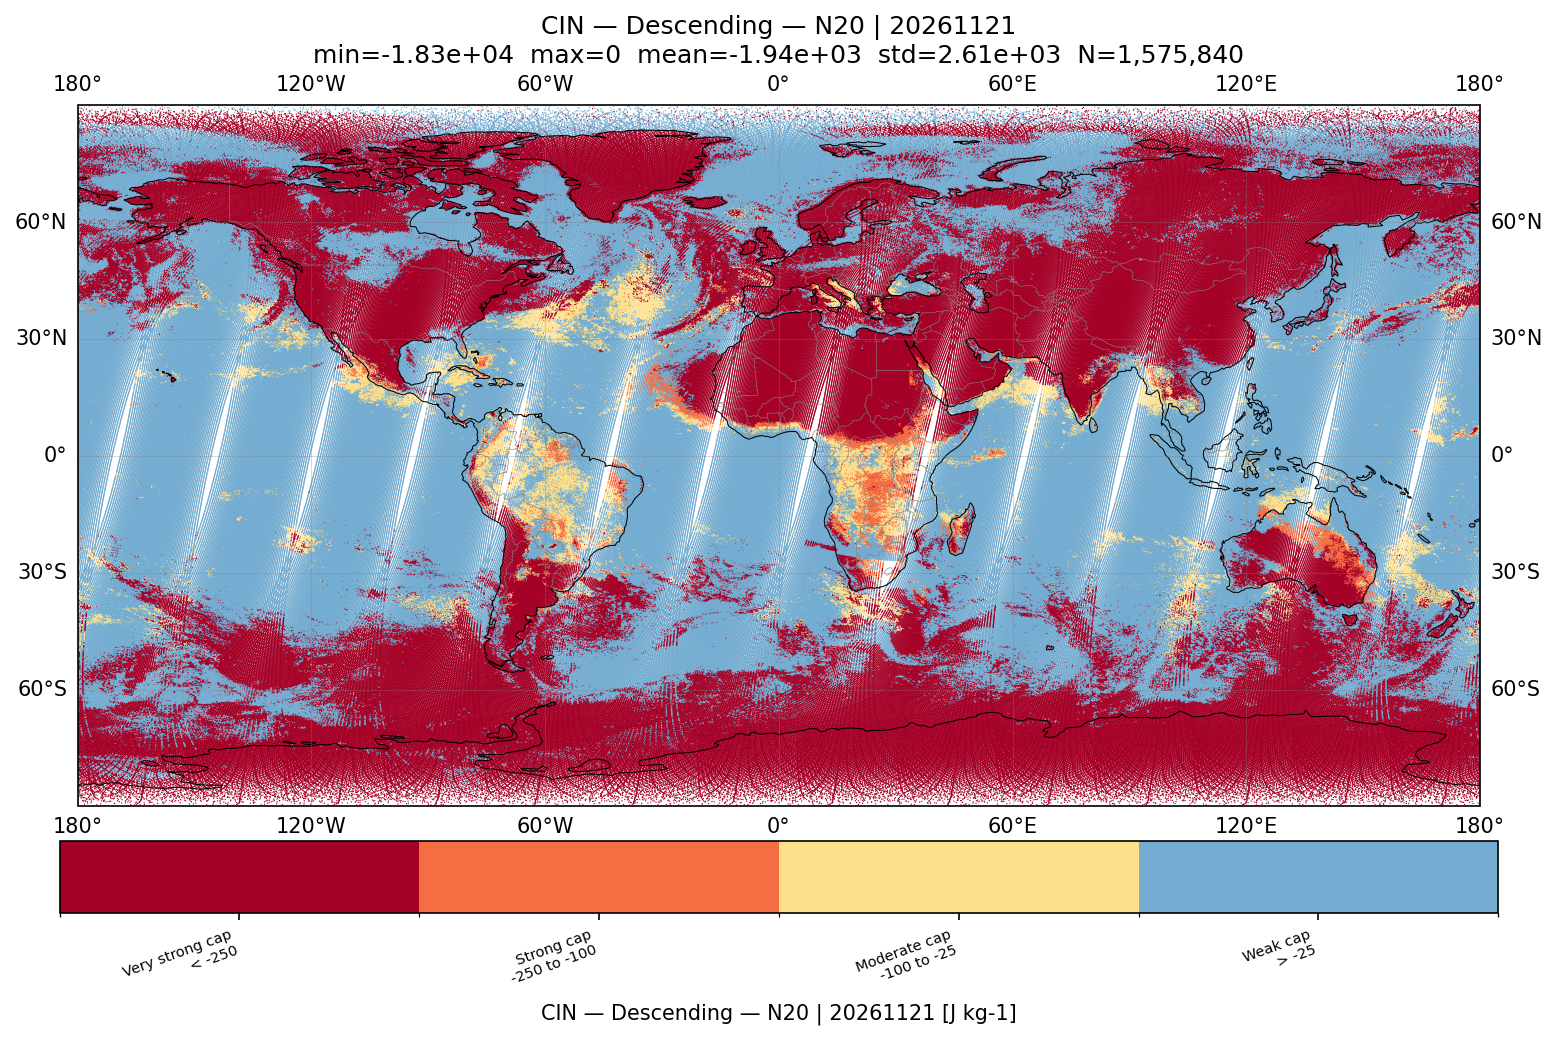 CIN — Descending — N20 | 20261121
min=-1.83e+04 max=0 mean=-1.94e+03 std=2.61e+03 N=1,575,840
180° 120°W 60°W 0° 60°E 120°E 180°
60°N 60°N
30°N 30°N
0° 0°
30°S 30°S
60°S 60°S
180° 120°W 60°W 0° 60°E 120°E 180°
Very strong cap
< -250
Strong cap
-250 to -100
Moderate cap
-100 to -25
Weak cap
> -25
CIN — Descending — N20 | 20261121 [J kg-1]